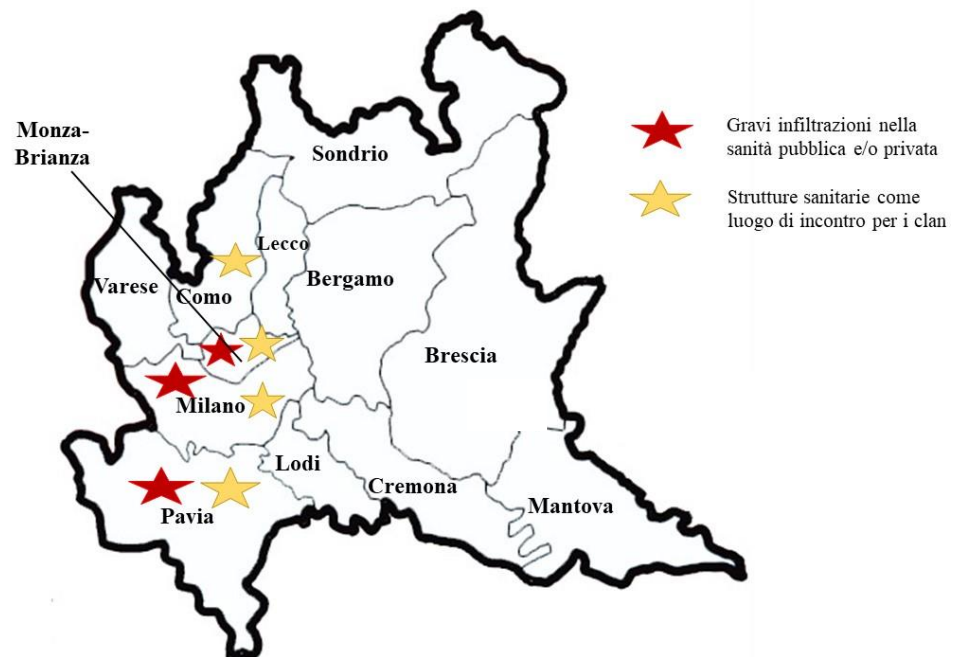 Monza-
Brianza
Sondrio
Lecco
Varese
Como
Bergamo
Brescia
Milano
Lodi
Cremona
Pavia
Mantova
Gravi infiltrazioni nella
sanità pubblica e/o privata
Strutture sanitarie come
luogo di incontro per i clan